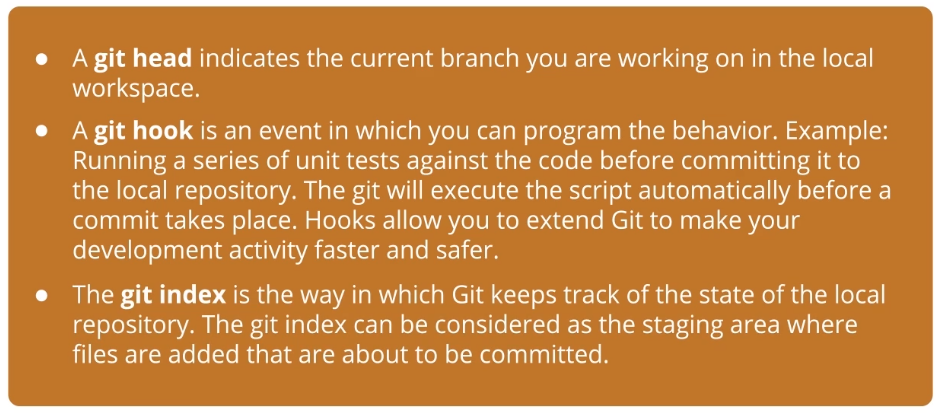 ● A git head indicates the current branch you are working on in the local
workspace.
● A git hook is an event in which you can program the behavior. Example:
Running a series of unit tests against the code before committing it to
the local repository. The git will execute the script automatically before a
commit takes place. Hooks allow you to extend Git to make your
development activity faster and safer.
● The git index is the way in which Git keeps track of the state of the local
repository. The git index can be considered as the staging area where
files are added that are about to be committed.